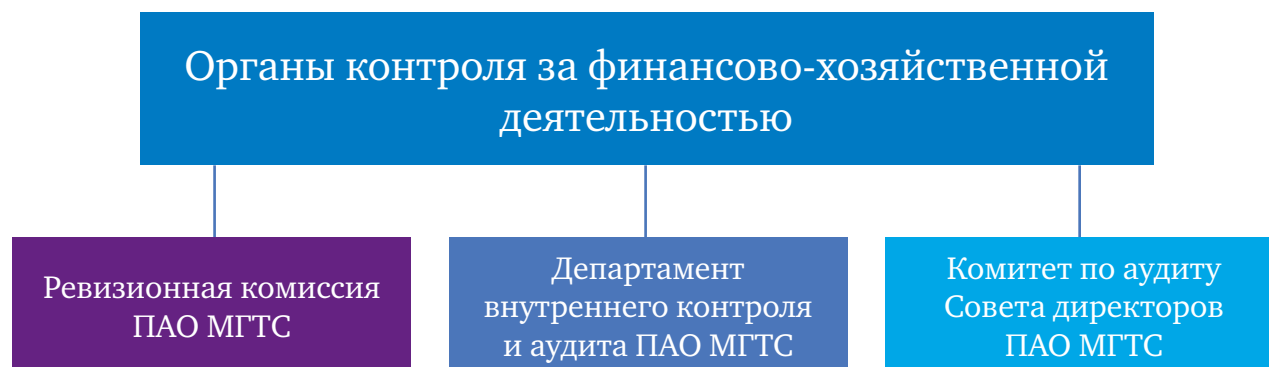 Органы контроля за финансово-хозяйственной
деятельностью
Ревизионная комиссия
ПАО МГТС
Департамент
внутреннего контроля
и аудита ПАО МГТС
Комитет по аудиту
Совета директоров
ПАО МГТС